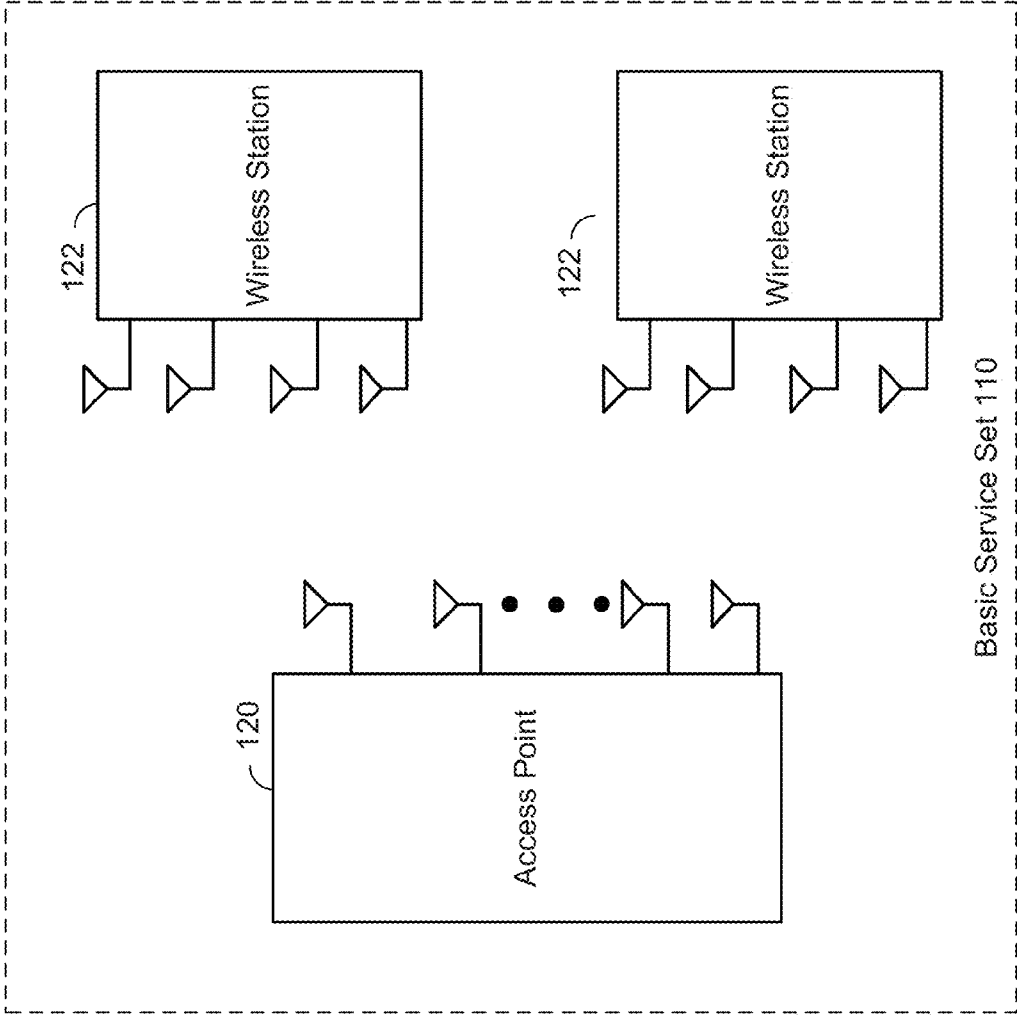 120
Access Point
122
Wireless Station
122
Wireless Station
Basic Service Set 110